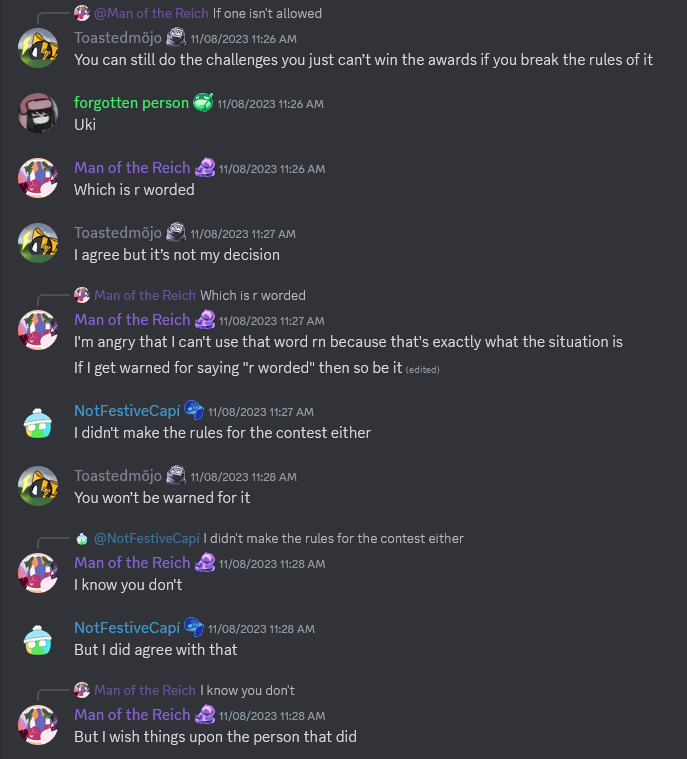 @Man of the Reich If one isn't allowed
Toastedmöjo 11/08/2023 11:26 AM
You can still do the challenges you just can't win the awards if you break the rules of it
forgotten person 11/08/2023 11:26 AM
Uki
Man of the Reich 11/08/2023 11:26 AM
Which is r worded
Toastedmöjo 11/08/2023 11:27 AM
I agree but it's not my decision
Man of the Reich Which is r worded
Man of the Reich 11/08/2023 11:27 AM
I'm angry that I can't use that word rn because that's exactly what the situation is
If I get warned for saying "r worded" then so be it (edited)
NotFestiveCapí 11/08/2023 11:27 AM
I didn't make the rules for the contest either
Toastedmöjo 11/08/2023 11:28 AM
You won't be warned for it
@NotFestiveCapí I didn't make the rules for the contest either
Man of the Reich 11/08/2023 11:28 AM
I know you don't
NotFestiveCapí 11/08/2023 11:28 AM
But I did agree with that
Man of the Reich I know you don't
Man of the Reich 11/08/2023 11:28 AM
But I wish things upon the person that did